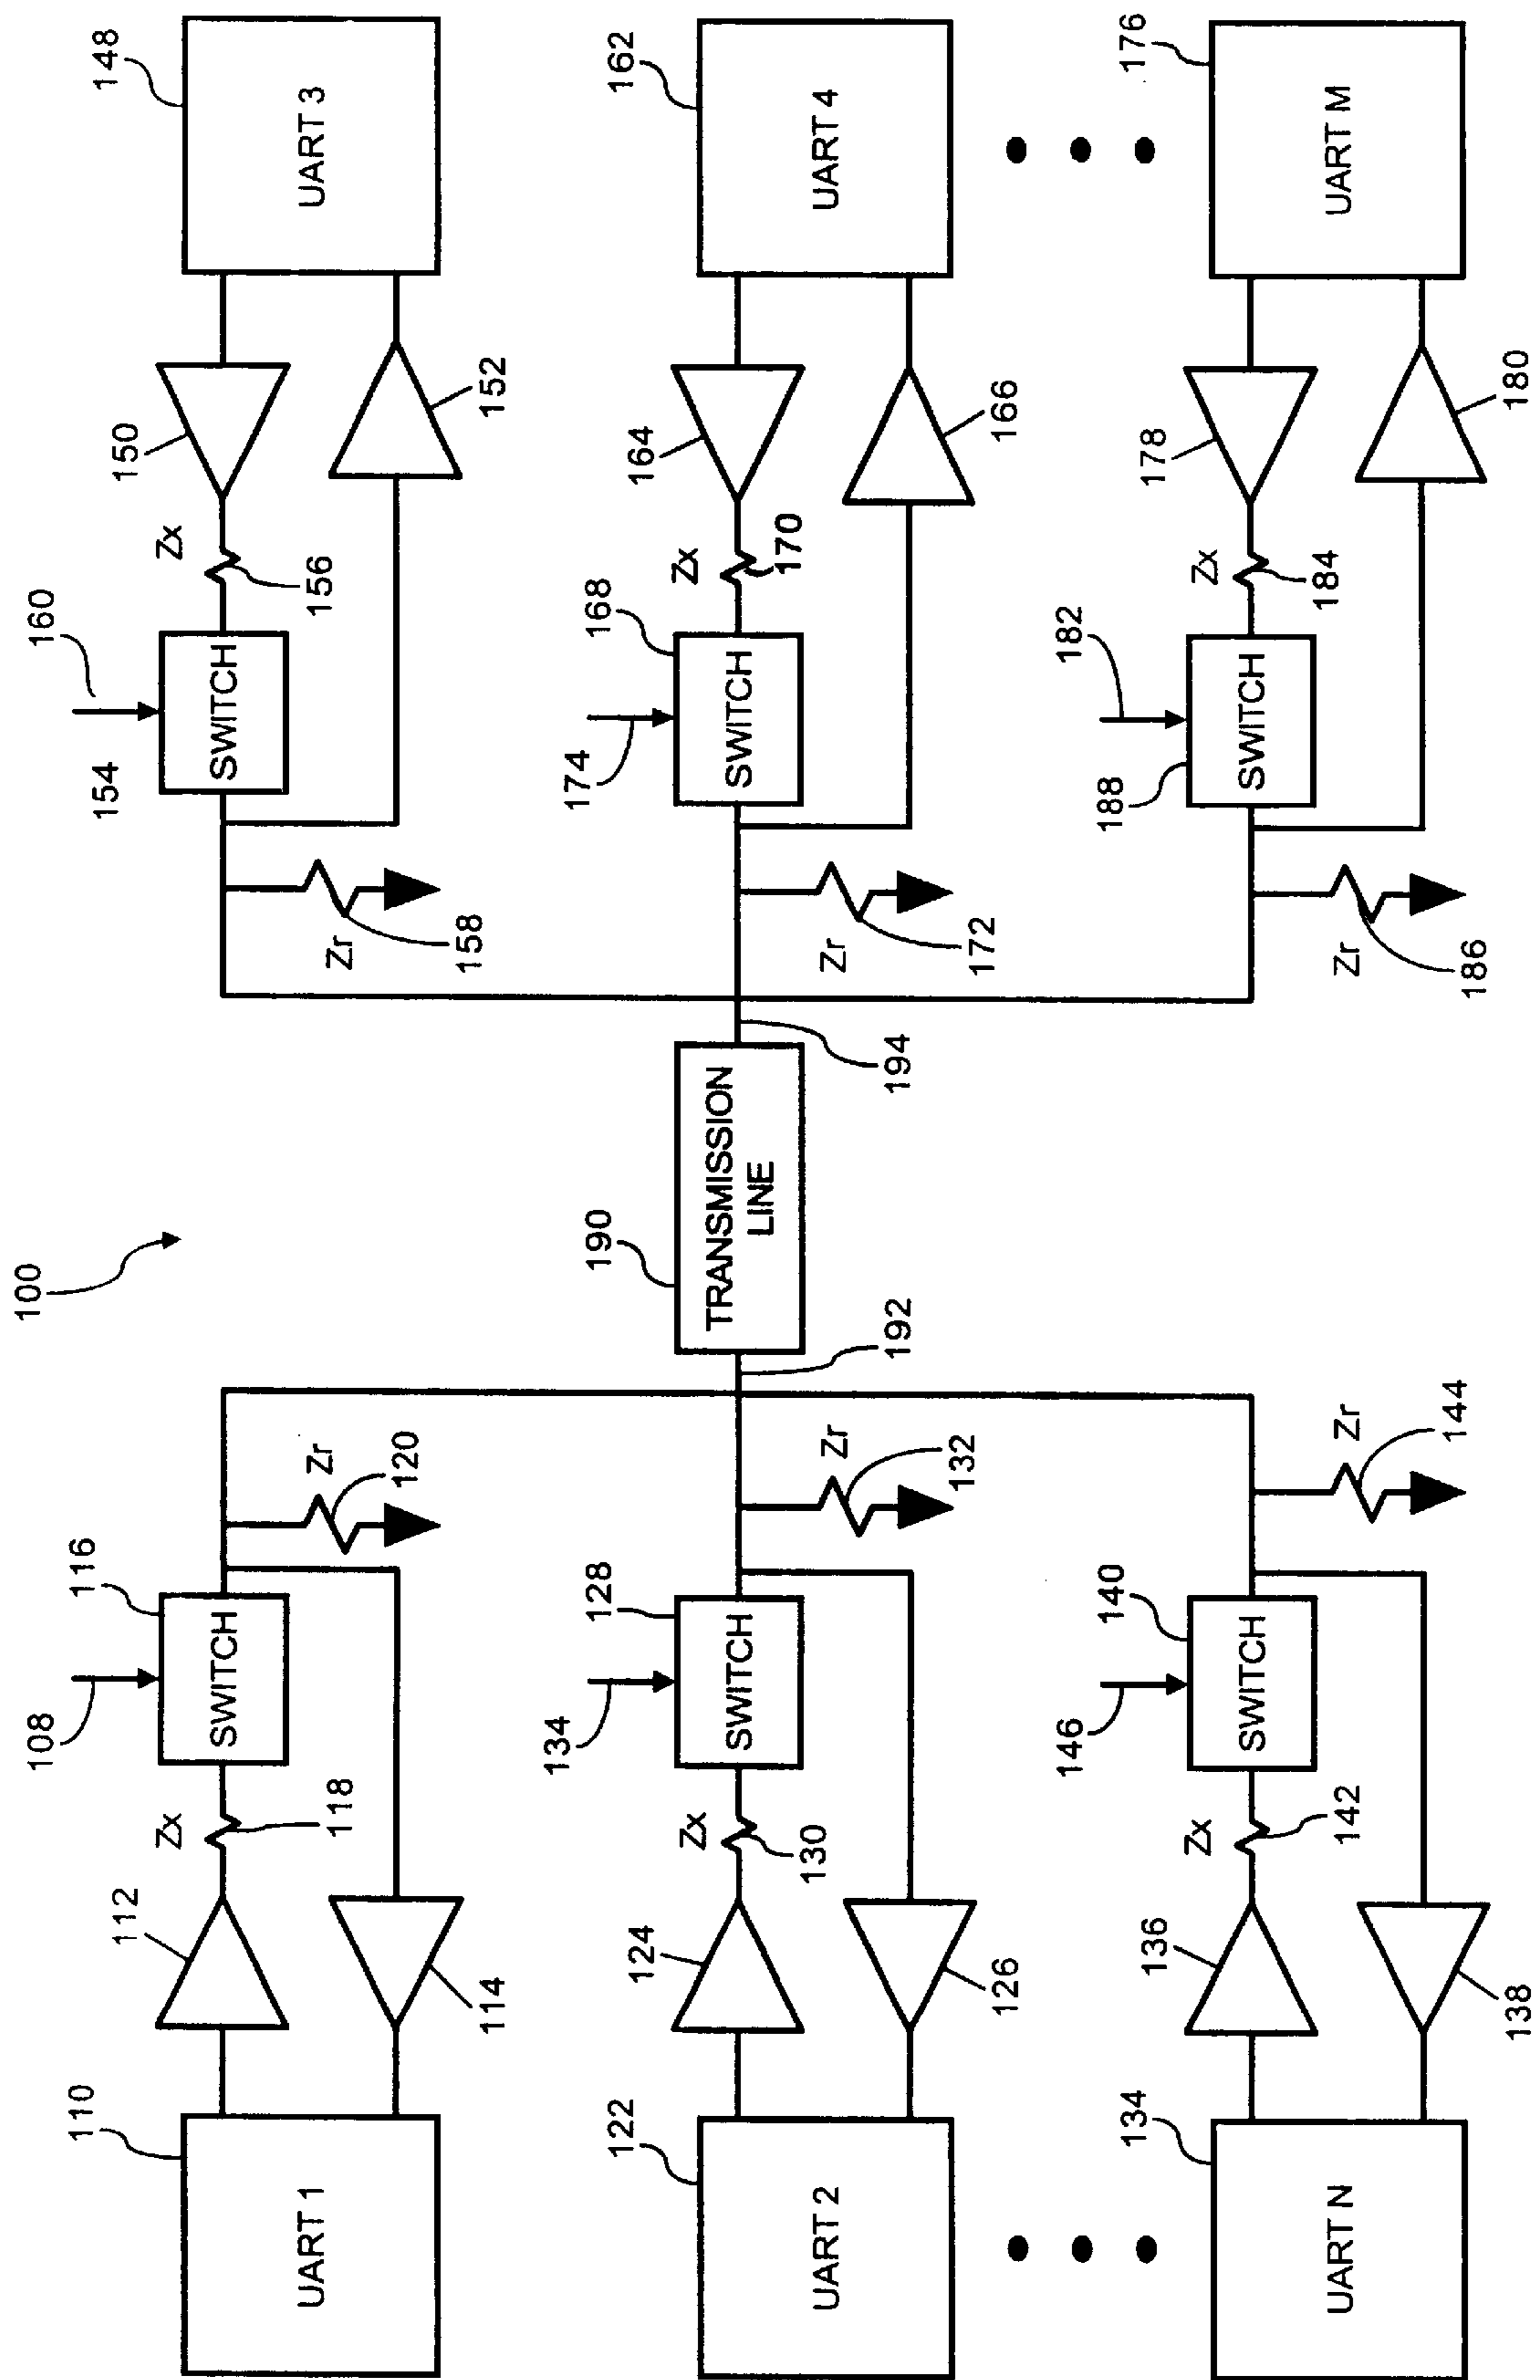 100
110
UART 1
112
114
Zx
118
108
116
SWITCH
Zr
120
122
UART 2
124
126
Zx
130
134
128
SWITCH
Zr
132
134
UART N
136
138
Zx
142
146
140
SWITCH
Zr
144
192
190
TRANSMISSION
LINE
194
148
UART 3
150
152
Zx
156
160
154
SWITCH
Zr
158
162
UART 4
164
166
Zx
170
168
174
SWITCH
Zr
172
176
UART M
178
180
Zx
184
182
188
SWITCH
Zr
186